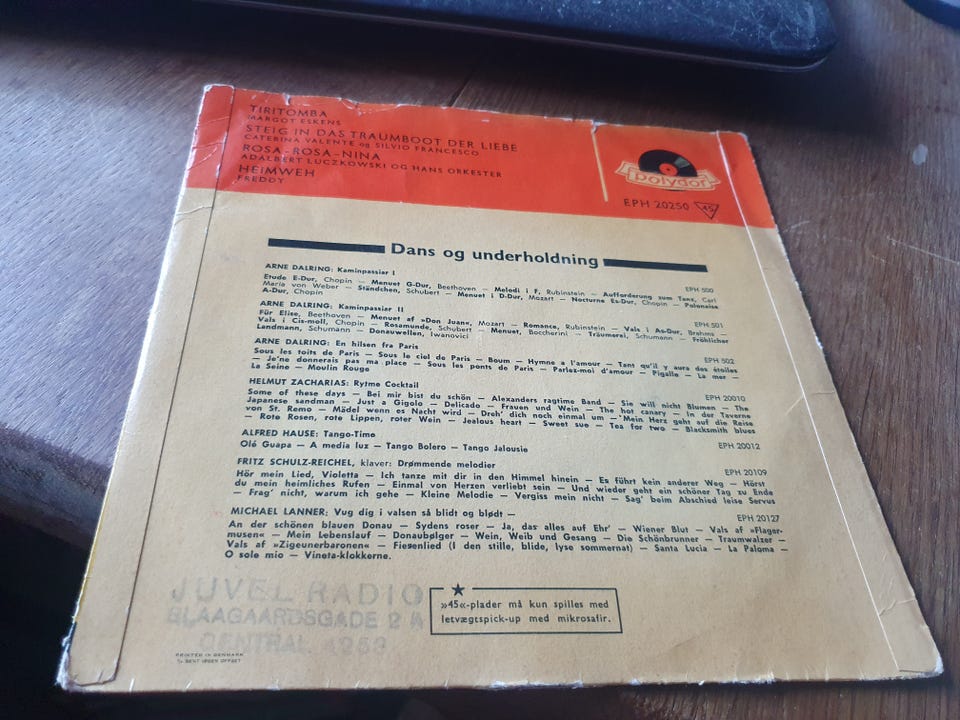 TIRITOMBA
MARGOT ESKENS
STEIG IN DAS TRAUMBOOT DER LIEBE
CATERINA VALENTE og SILVIO FRANCESCO
ROSA-ROSA-NINA
ADALBERT LUCZKOWSKI OG HANS ORKESTER
HEIMWEH
FREDDY
polydor
EPH 20250 45
Dans og underholdning
ARNE DALRING: Kaminpassiar I EPH 500
Etude E-Dur, Chopin — Menuet G-Dur, Beethoven — Melodi i F, Rubinstein — Aufforderung zum Tanz, Carl
Maria von Weber — Ständchen, Schubert — Menuet i D-Dur, Mozart — Nocturne Es-Dur, Chopin — Polonaise
A-Dur, Chopin
ARNE DALRING: Kaminpassiar II EPH 501
Für Elise, Beethoven — Menuet af »Don Juan«, Mozart — Romance, Rubinstein — Vals i As-Dur, Brahms —
Vals i Cis-moll, Chopin — Rosamunde, Schubert — Menuet, Boccherini — Träumerei, Schumann — Fröhlicher
Landmann, Schumann — Donauwellen, Iwanovici
ARNE DALRING: En hilsen fra Paris EPH 502
Sous les toits de Paris — Sous le ciel de Paris — Boum — Hymne a l'amour — Tant qu'il y aura des étoiles
— Je'ne donnerais pas ma place — Sous les ponts de Paris — Parlez-moi d'amour — Pigalle — La mer —
La Seine — Moulin Rouge
HELMUT ZACHARIAS: Rytme Cocktail EPH 20010
Some of these days — Bei mir bist du schön — Alexanders ragtime Band — Sie will nicht Blumen — The
Japanese sandman — Just a Gigolo — Delicado — Frauen und Wein — The hot canary — In der Taverne
von St. Remo — Mädel wenn es Nacht wird — Dreh' dich noch einmal um — Mein Herz geht auf die Reise
— Rote Rosen, rote Lippen, roter Wein — Jealous heart — Sweet sue — Tea for two — Blacksmith blues
ALFRED HAUSE: Tango-Time EPH 20012
Olé Guapa — A media luz — Tango Bolero — Tango Jalousie
FRITZ SCHULZ-REICHEL, klaver: Drømmende melodier EPH 20109
Hör mein Lied, Violetta — Ich tanze mit dir in den Himmel hinein — Es führt kein anderer Weg — Hörst
du mein heimliches Rufen — Einmal von Herzen verliebt sein — Und wieder geht ein schöner Tag zu Ende
— Frag' nicht, warum ich gehe — Kleine Melodie — Vergiss mein nicht — Sag' beim Abschied leise Servus
MICHAEL LANNER: Vug dig i valsen så blidt og blødt — EPH 20127
An der schönen blauen Donau — Sydens roser — Ja, das alles auf Ehr' — Wiener Blut — Vals af »Flager-
musen« — Mein Lebenslauf — Donaubølger — Wein, Weib und Gesang — Die Schönbrunner — Traumwalzer —
Vals af »Zigeunerbaronen« — Fiesenlied (I den stille, blide, lyse sommernat) — Santa Lucia — La Paloma —
O sole mio — Vineta-klokkerne.
»45«-plader må kun spilles med
letvægtspick-up med mikrosafir.
JUVEL RADIO
BLAAGAARDSGADE 2 A
CENTRAL 4253
PRINTED IN DENMARK